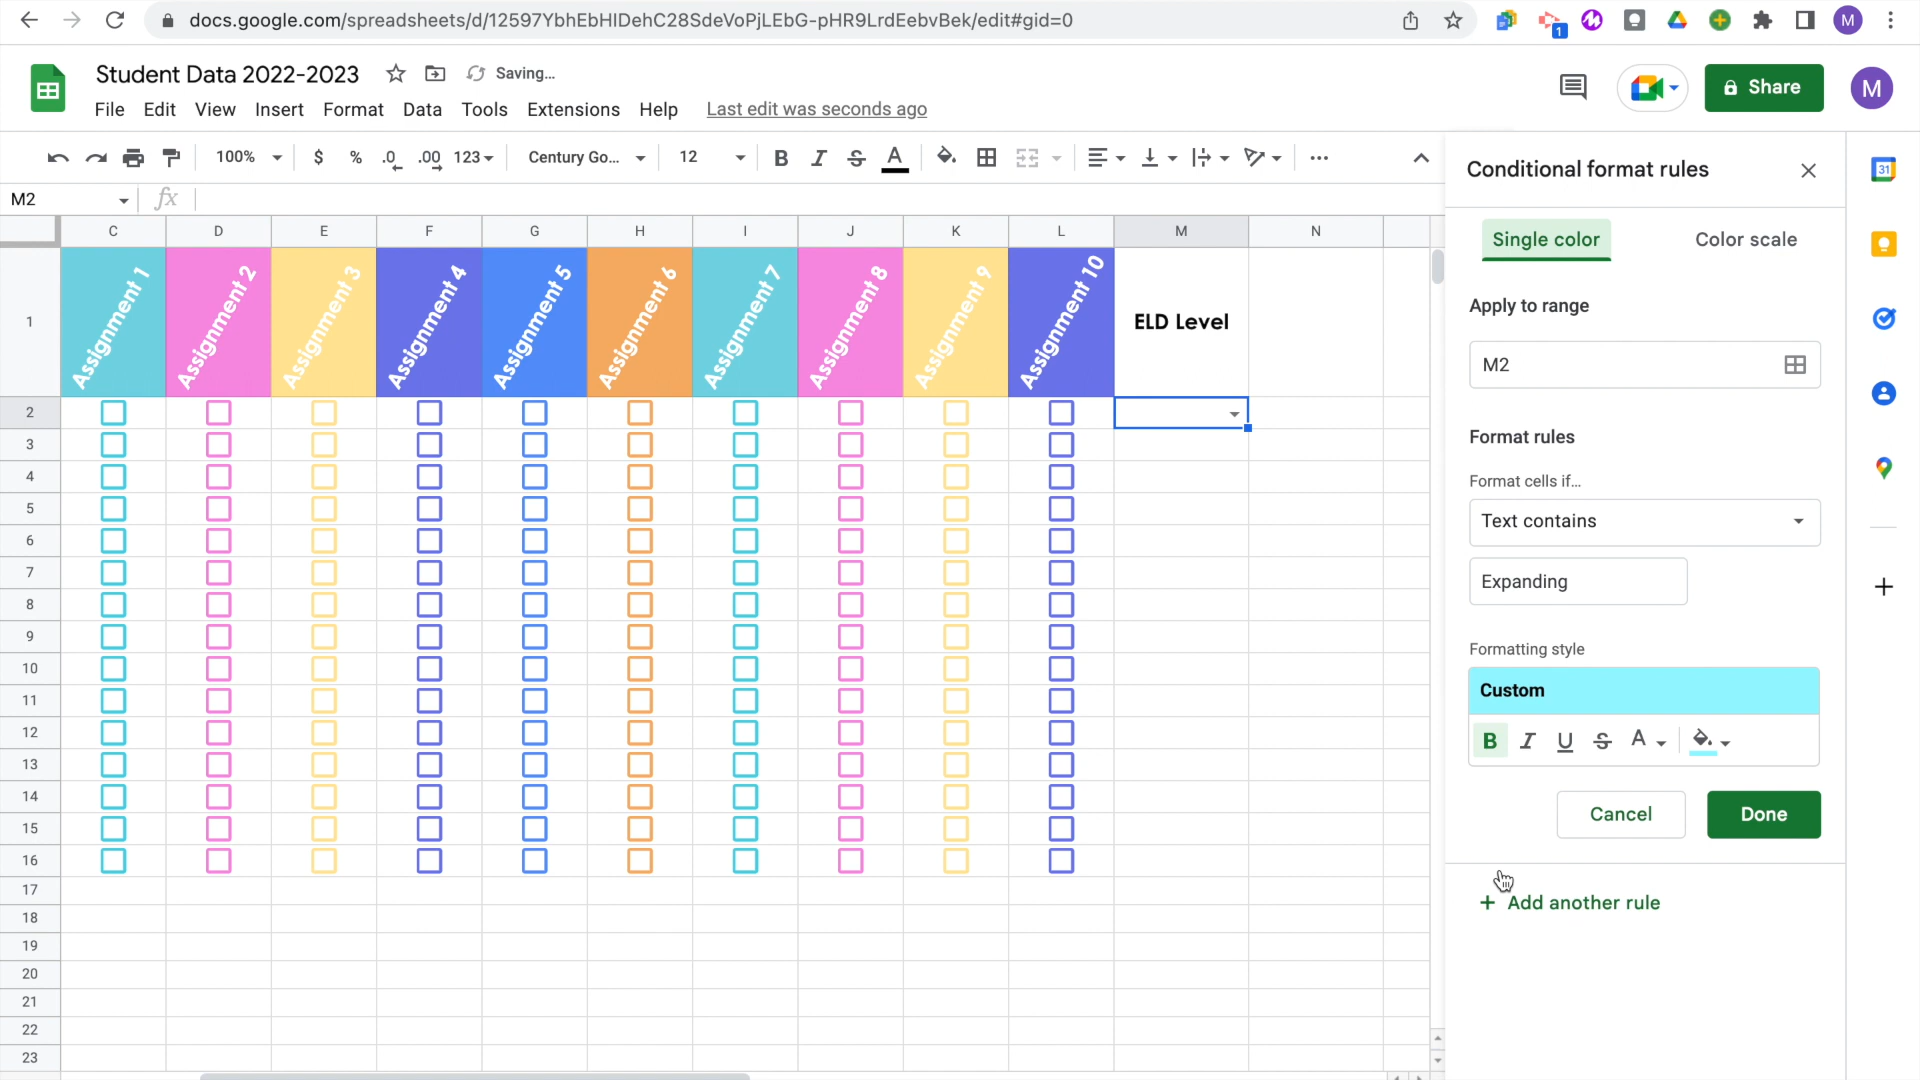 docs.google.com/spreadsheets/d/12597YbhEbHIDehC28SdeVoPjLEbG-pHR9LrdEebvBek/edit#gid=0
1
M
Student Data 2022-2023
Saving...
File Edit View Insert Format Data Tools Extensions Help Last edit was seconds ago
Share
M
100% $ % .0 .00 123 Century Go... 12 B I S A
M2 fx
C D E F G H I J K L M N
1 Assignment 1 Assignment 2 Assignment 3 Assignment 4 Assignment 5 Assignment 6 Assignment 7 Assignment 8 Assignment 9 Assignment 10 ELD Level
2
3
4
5
6
7
8
9
10
11
12
13
14
15
16
17
18
19
20
21
22
23
Conditional format rules
Single color Color scale
Apply to range
M2
Format rules
Format cells if...
Text contains
Expanding
Formatting style
Custom
B I U S A
Cancel Done
+ Add another rule
31